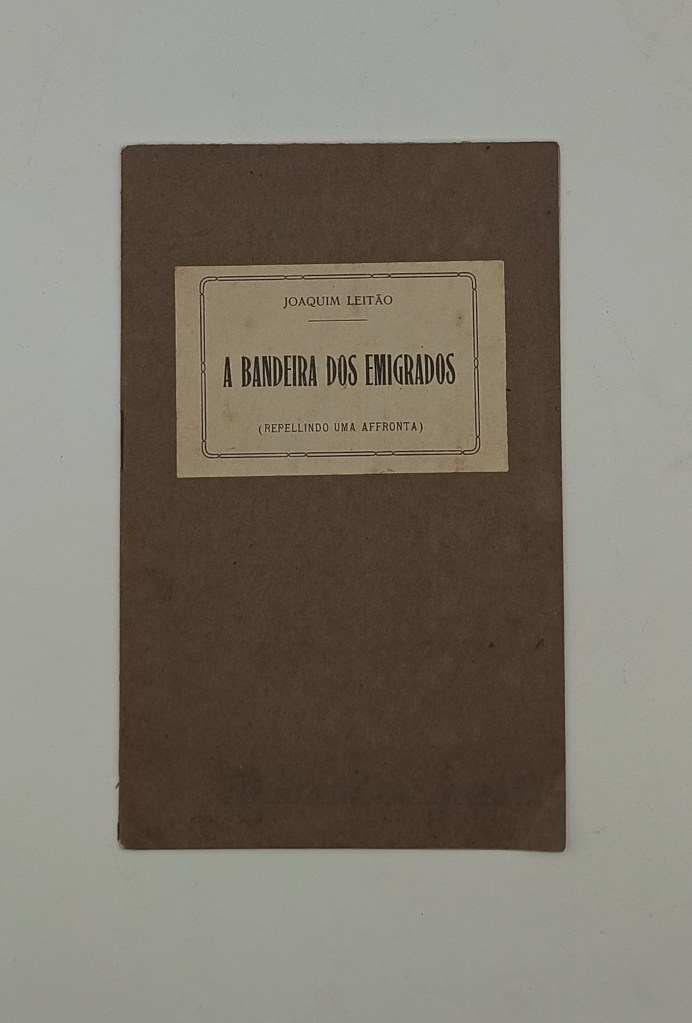 JOAQUIM LEITÃO
A BANDEIRA DOS EMIGRADOS
(REPELLINDO UMA AFFRONTA)